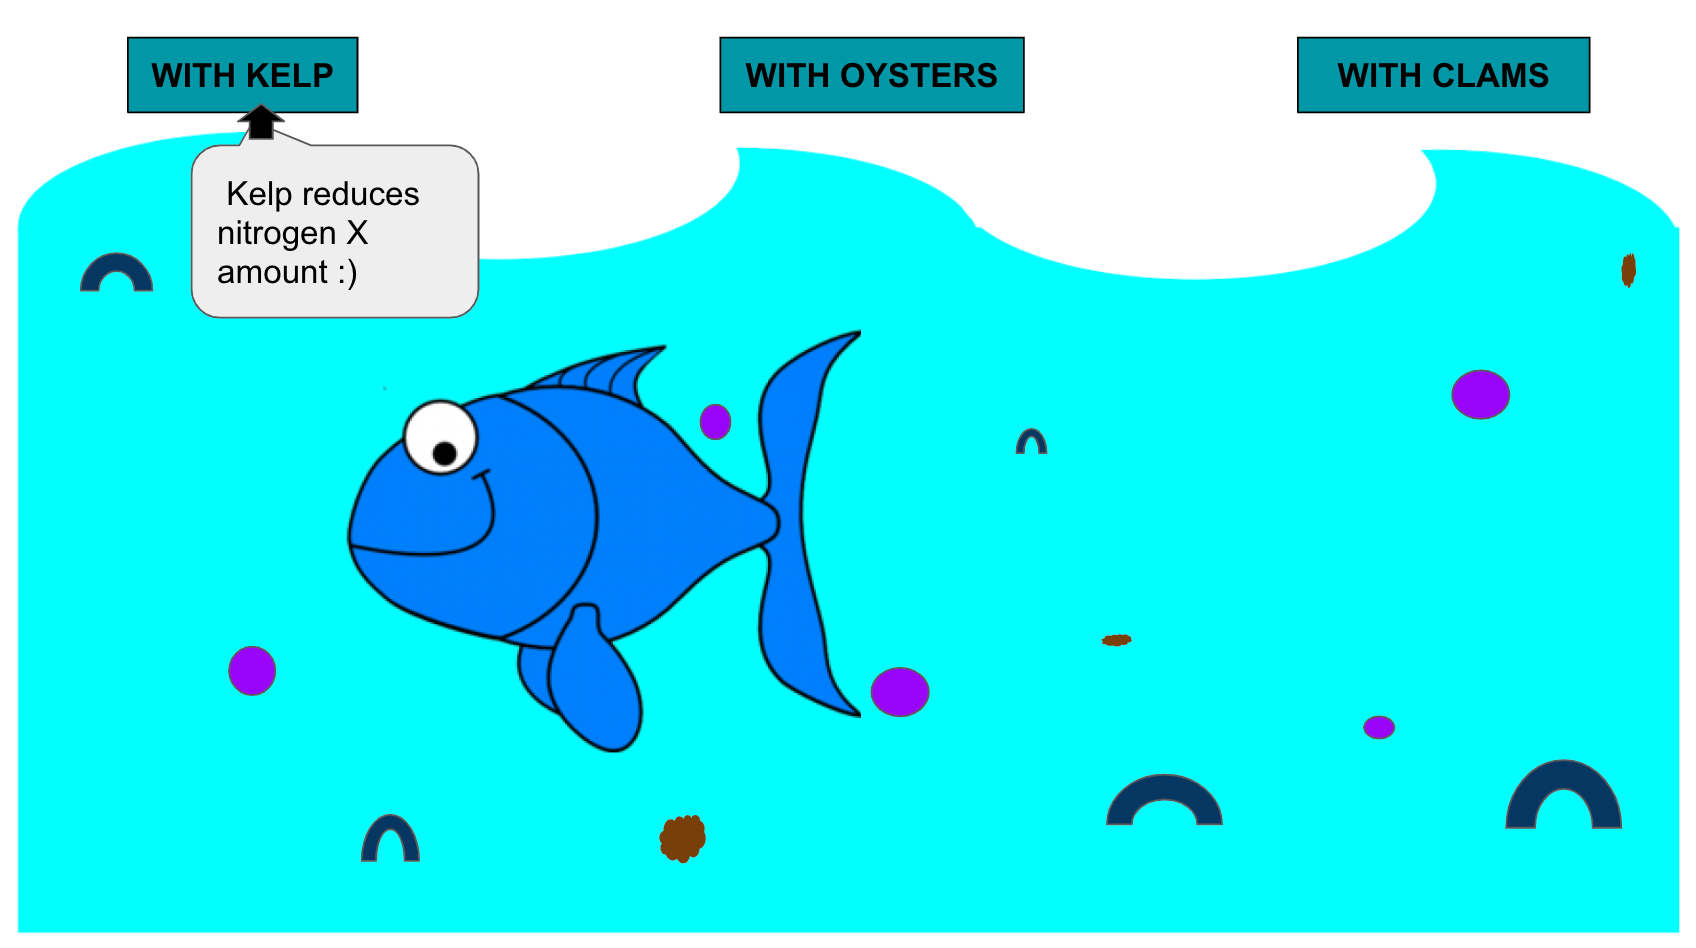 WITH KELP
WITH OYSTERS
WITH CLAMS
Kelp reduces
nitrogen X
amount :)